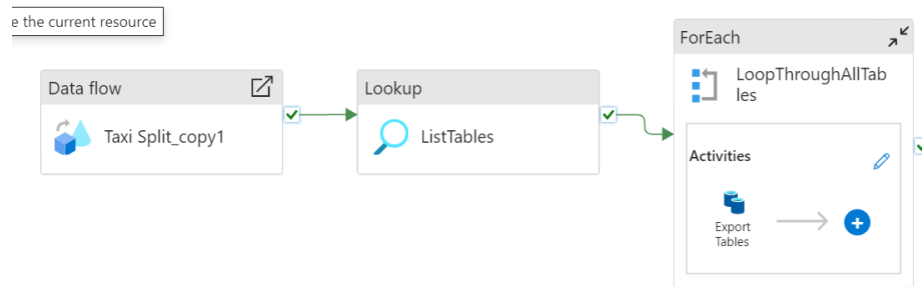 e the current resource
ForEach
Data flow
Lookup
LoopThroughAllTab
les
Taxi Split_copy1
ListTables
Activities
Export
Tables